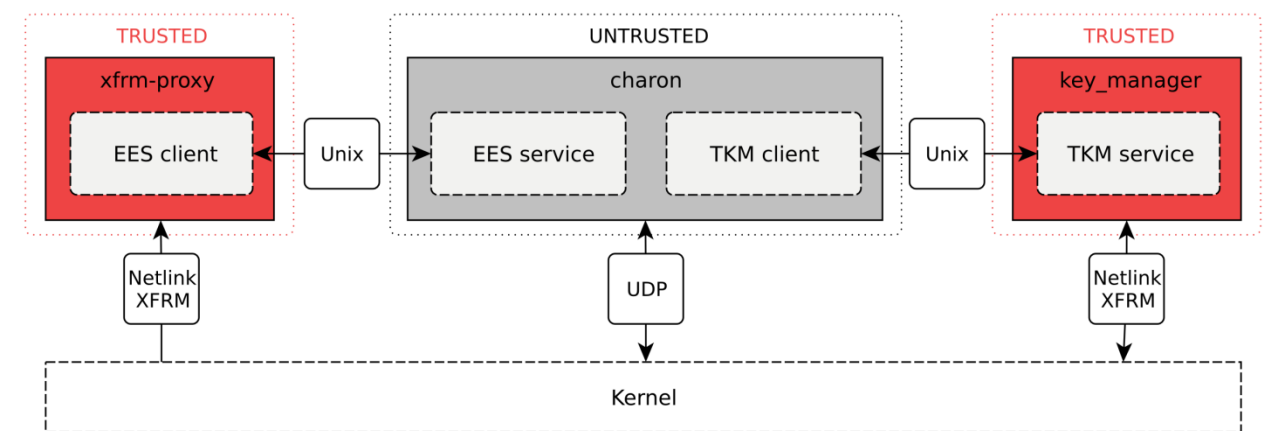 TRUSTED
UNTRUSTED
TRUSTED
xfrm-proxy
charon
key_manager
EES client
Unix
EES service
TKM client
Unix
TKM service
Netlink
XFRM
UDP
Netlink
XFRM
Kernel